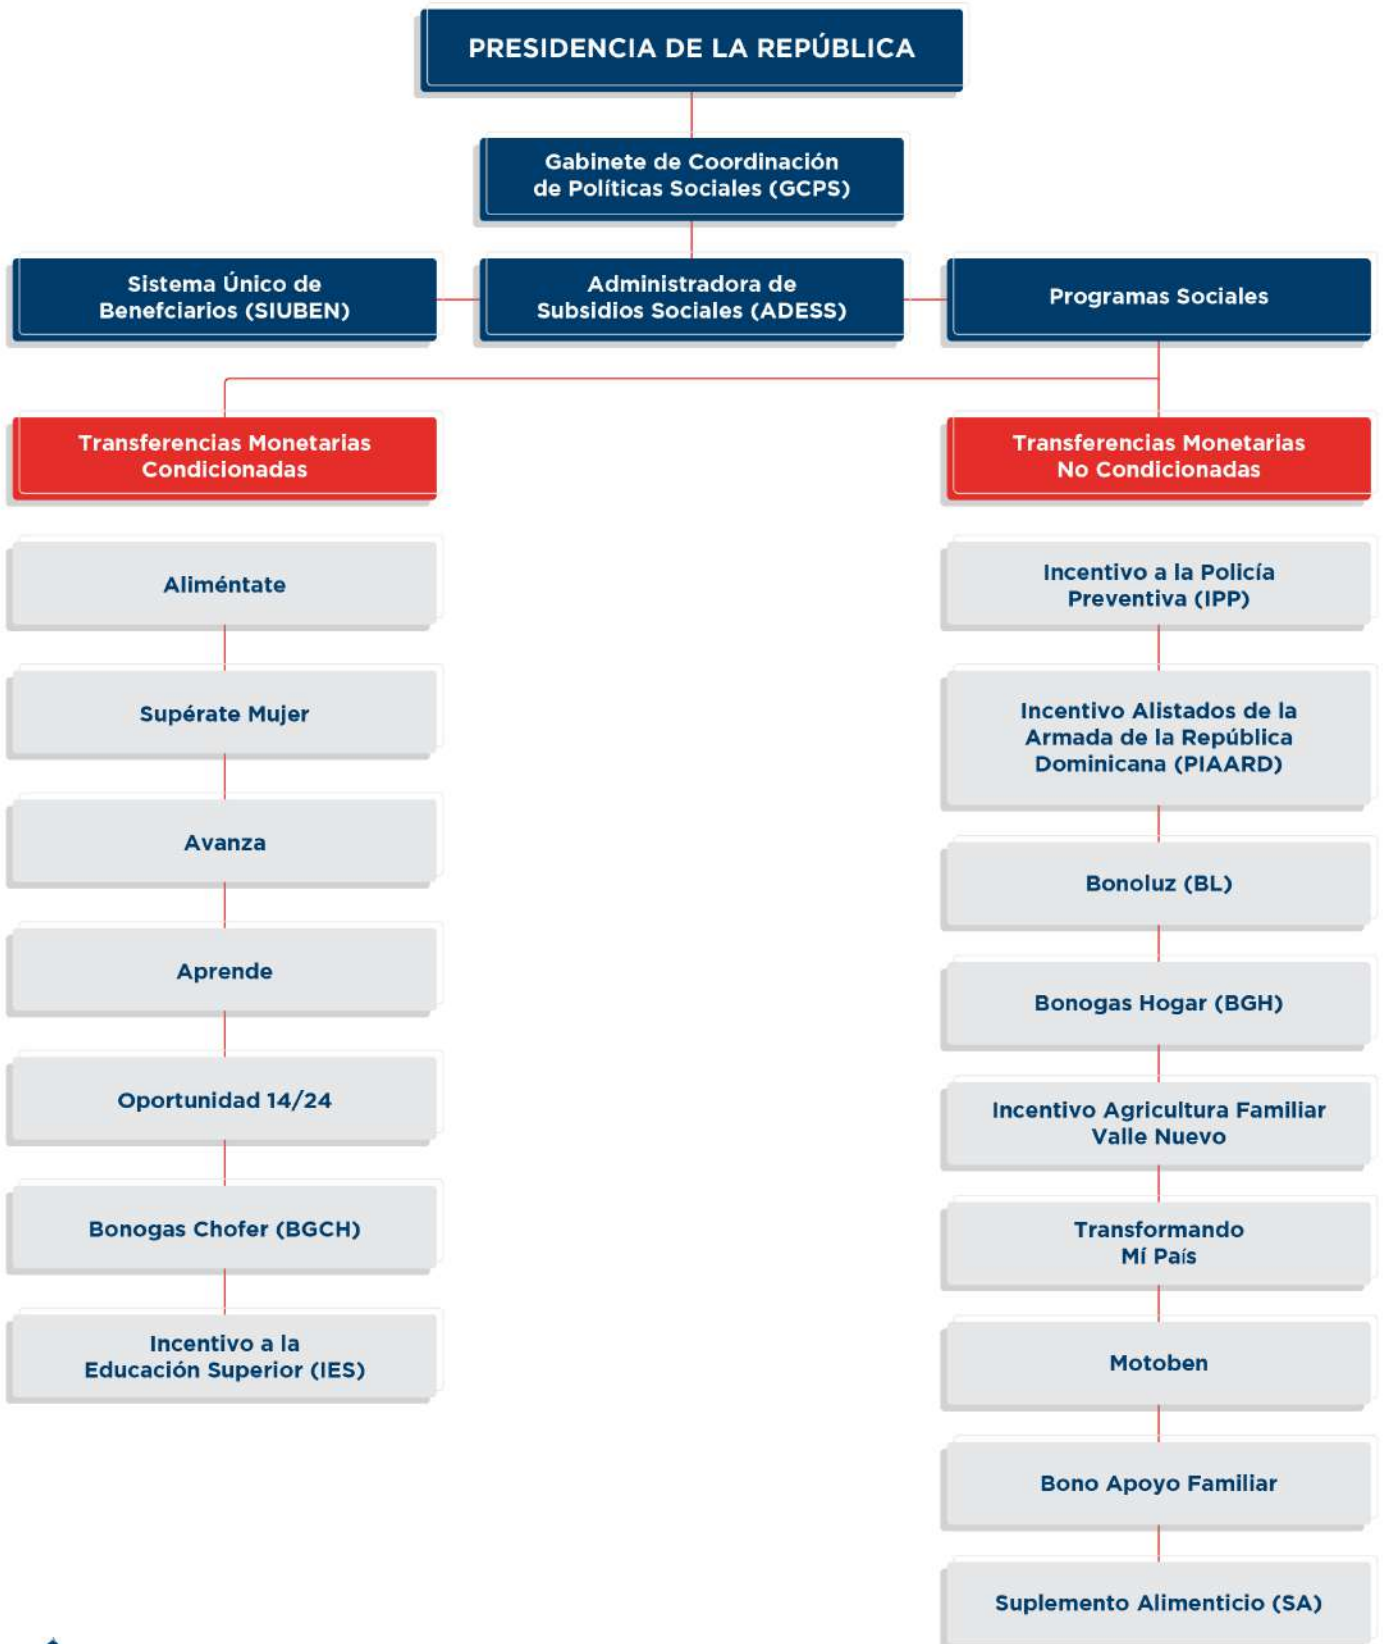 PRESIDENCIA DE LA REPÚBLICA
Gabinete de Coordinación
de Políticas Sociales (GCPS)
Sistema Único de
Benefciarios (SIUBEN)
Administradora de
Subsidios Sociales (ADESS)
Programas Sociales
Transferencias Monetarias
Condicionadas
Aliméntate
Supérate Mujer
Avanza
Aprende
Oportunidad 14/24
Bonogas Chofer (BGCH)
Incentivo a la
Educación Superior (IES)
Transferencias Monetarias
No Condicionadas
Incentivo a la Policía
Preventiva (IPP)
Incentivo Alistados de la
Armada de la República
Dominicana (PIAARD)
Bonoluz (BL)
Bonogas Hogar (BGH)
Incentivo Agricultura Familiar
Valle Nuevo
Transformando
Mí País
Motoben
Bono Apoyo Familiar
Suplemento Alimenticio (SA)